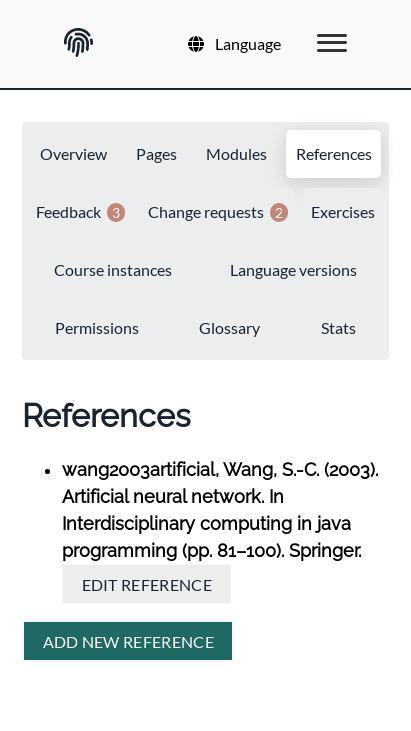 Language
Overview Pages Modules References
Feedback 3 Change requests 2 Exercises
Course instances Language versions
Permissions Glossary Stats
References
wang2003artificial, Wang, S.-C. (2003).
Artificial neural network. In
Interdisciplinary computing in java
programming (pp. 81–100). Springer.
EDIT REFERENCE
ADD NEW REFERENCE